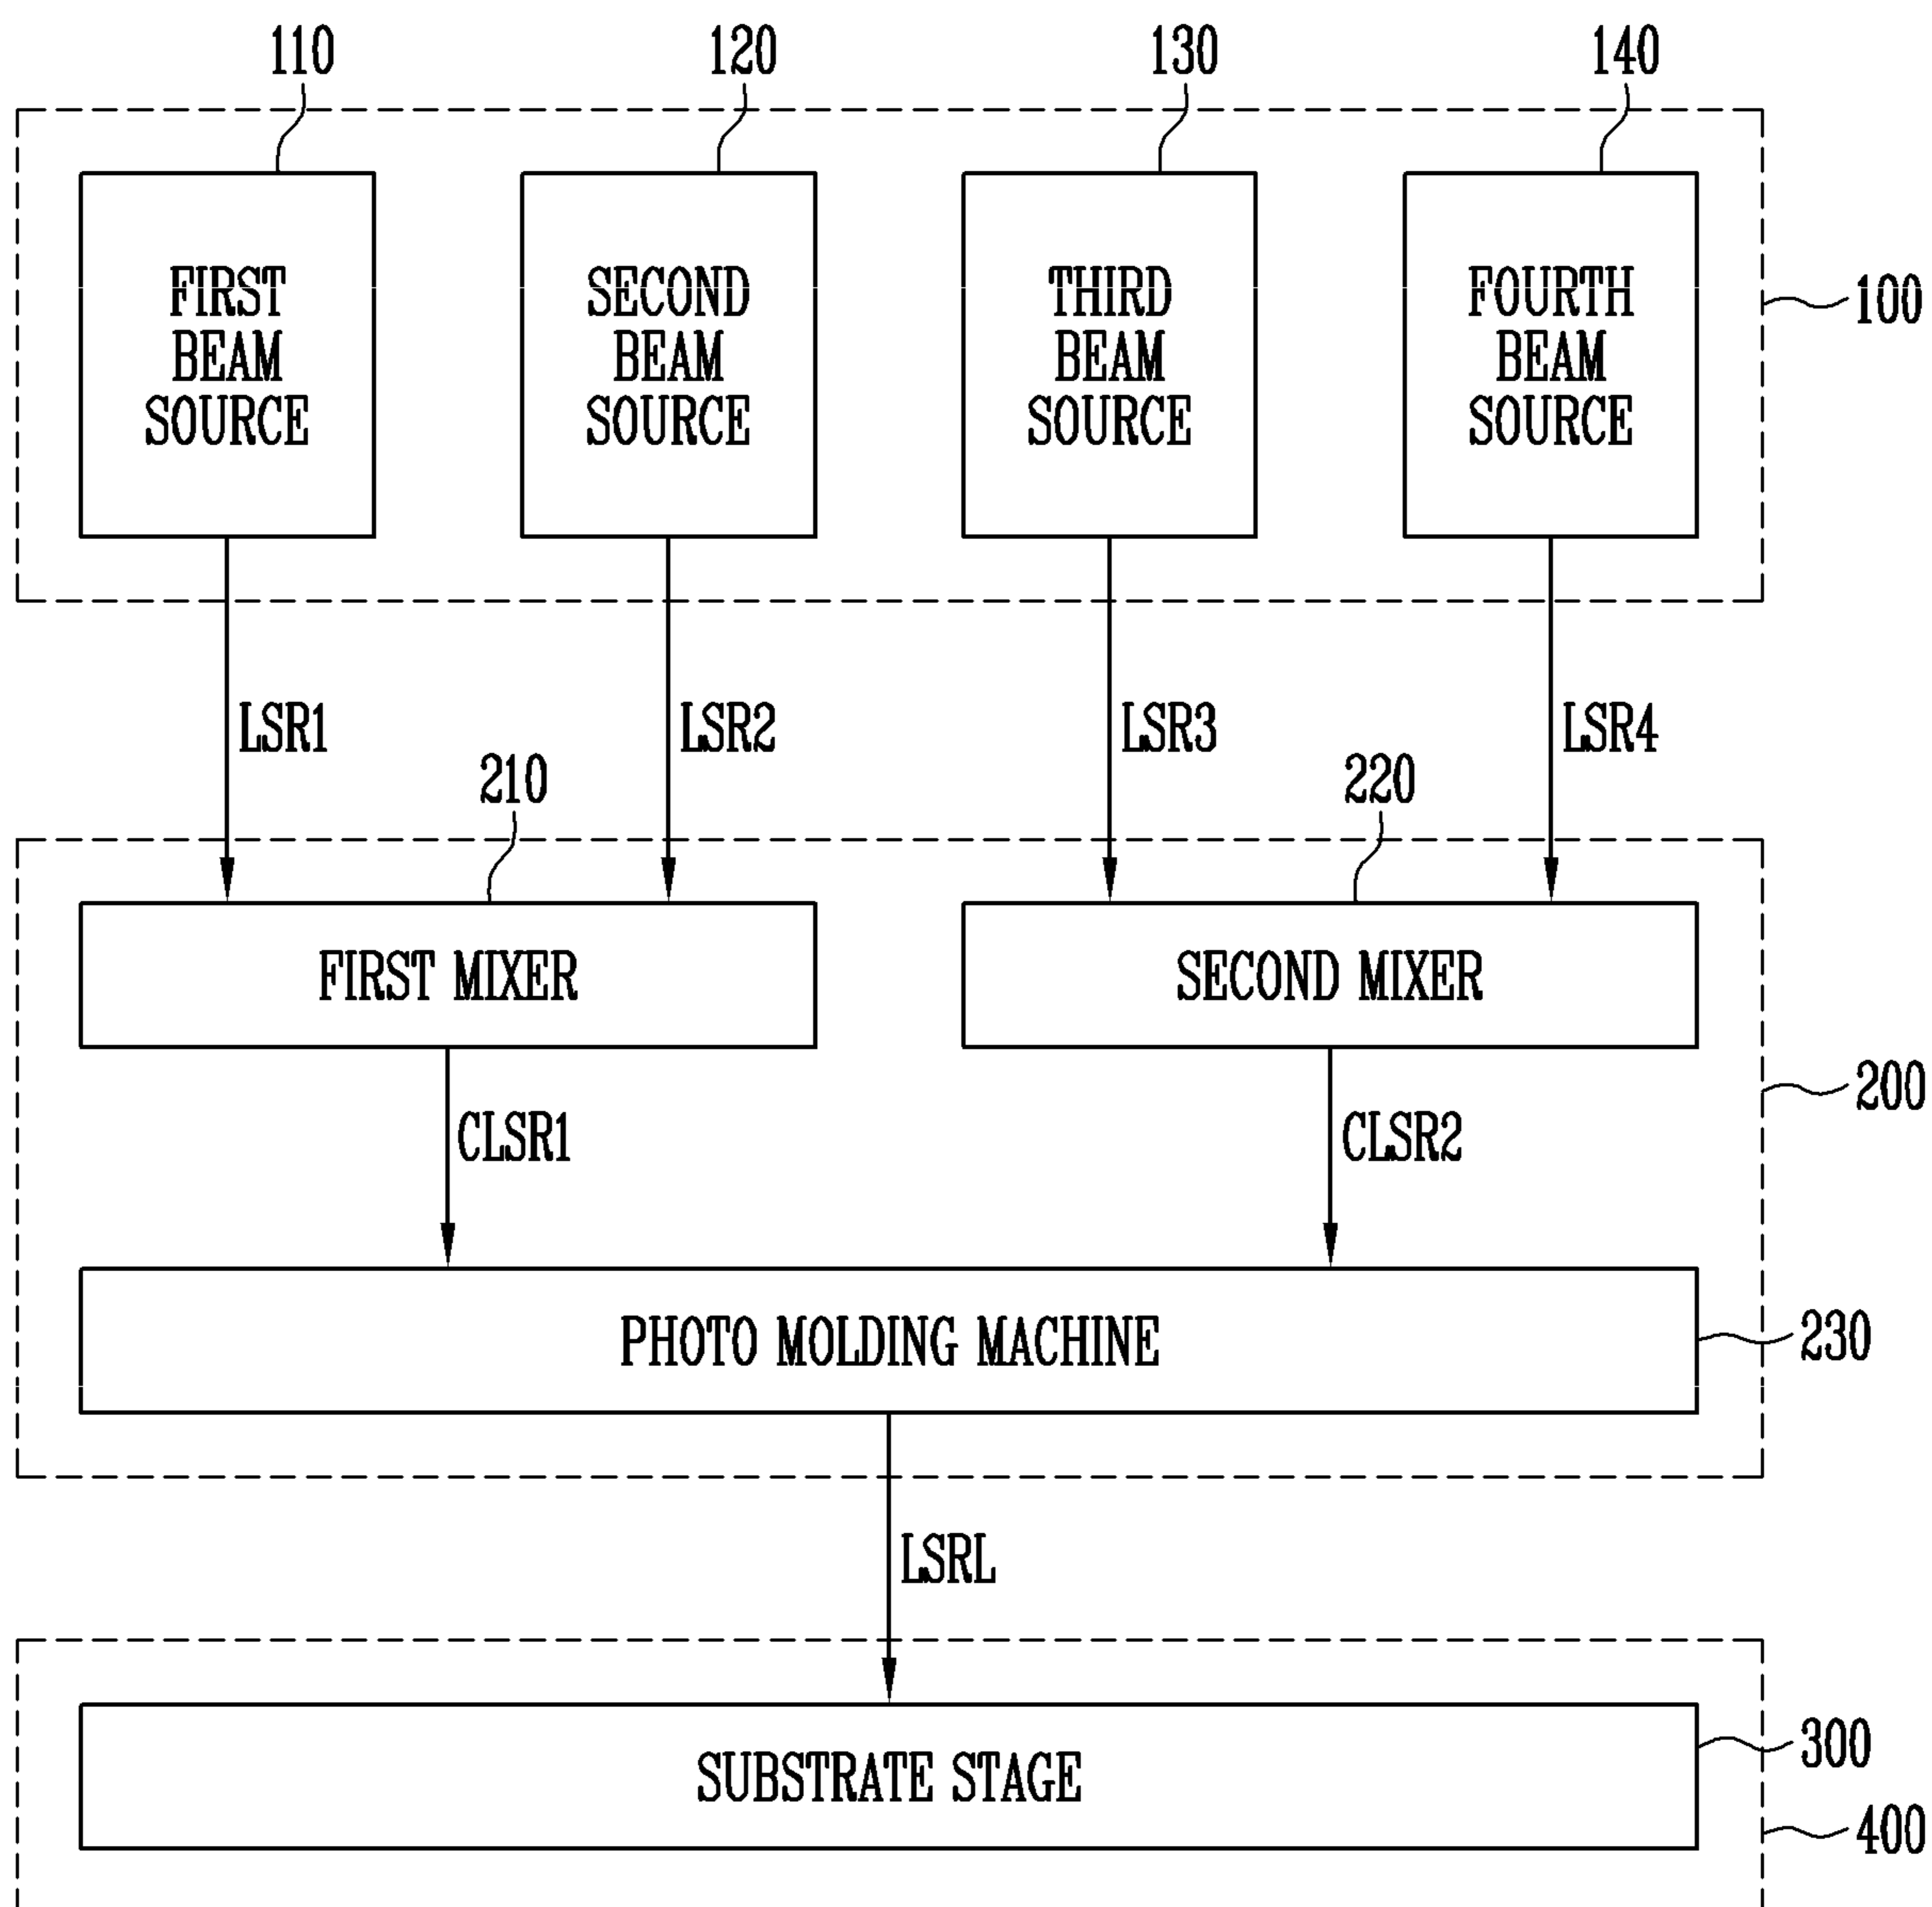 110
120
130
140
FIRST
BEAM
SOURCE
SECOND
BEAM
SOURCE
THIRD
BEAM
SOURCE
FOURTH
BEAM
SOURCE
100
LSR1
LSR2
LSR3
LSR4
210
220
FIRST MIXER
SECOND MIXER
200
CLSR1
CLSR2
PHOTO MOLDING MACHINE
230
LSRL
SUBSTRATE STAGE
300
400